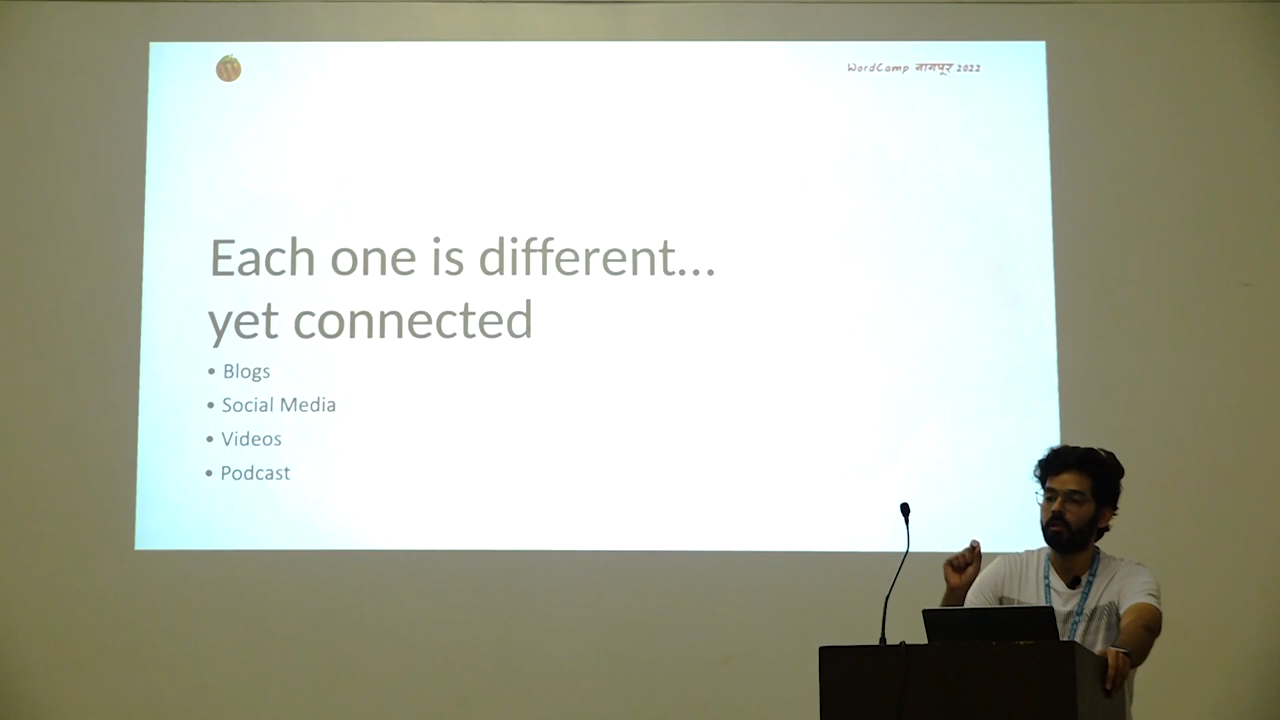 WordCamp नागपूर 2022
Each one is different...
yet connected
• Blogs
• Social Media
• Videos
• Podcast